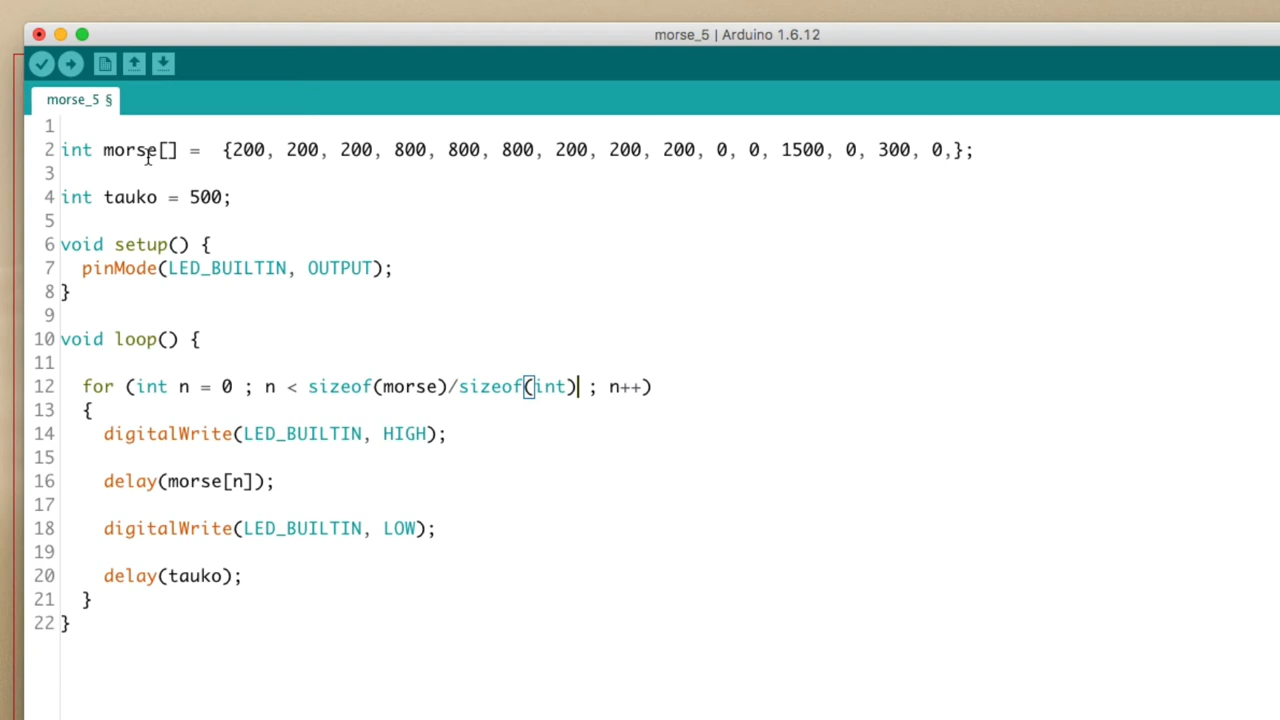 morse_5 | Arduino 1.6.12
morse_5 §
1
2 int morse[] =  {200, 200, 200, 800, 800, 800, 200, 200, 200, 0, 0, 1500, 0, 300, 0,};
3
4 int tauko = 500;
5
6 void setup() {
7   pinMode(LED_BUILTIN, OUTPUT);
8 }
9
10 void loop() {
11
12   for (int n = 0 ; n < sizeof(morse)/sizeof(int) ; n++)
13   {
14     digitalWrite(LED_BUILTIN, HIGH);
15
16     delay(morse[n]);
17
18     digitalWrite(LED_BUILTIN, LOW);
19
20     delay(tauko);
21   }
22 }